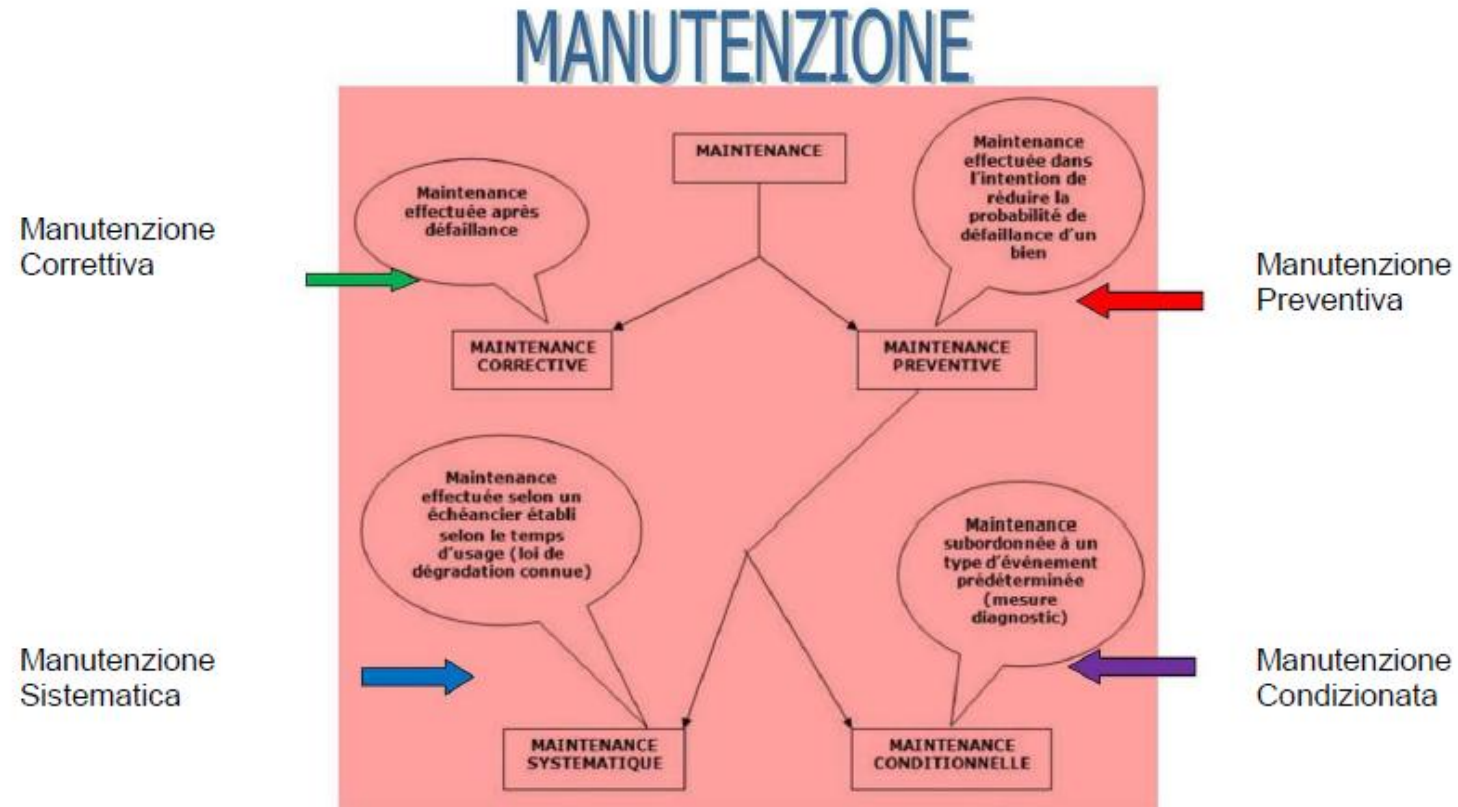 MANUTENZIONE
MAINTENANCE
Maintenance
effectuée après
défaillance
Maintenance
effectuée dans
l'intention de
réduire la
probabilité de
défaillance d'un
bien
Manutenzione
Correttiva
Manutenzione
Preventiva
MAINTENANCE
CORRECTIVE
MAINTENANCE
PREVENTIVE
Maintenance
effectuée selon un
échéancier établi
selon le temps
d'usage (loi de
dégradation connue)
Maintenance
subordonnée à un
type d'événement
prédéterminée
(mesure
diagnostic)
Manutenzione
Sistematica
Manutenzione
Condizionata
MAINTENANCE
SYSTEMATIQUE
MAINTENANCE
CONDITIONNELLE